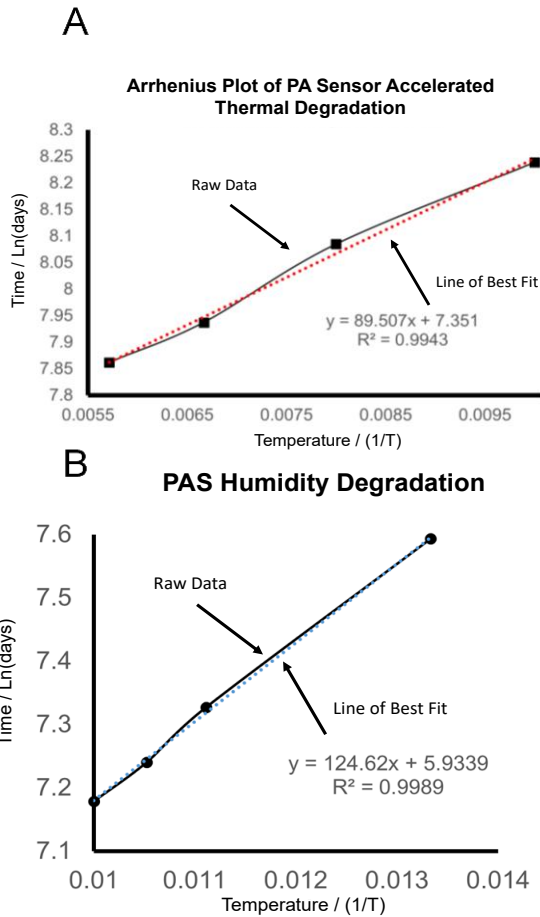 A
Arrhenius Plot of PA Sensor Accelerated
Thermal Degradation
8.3
8.25
8.2
8.15
8.1
8.05
8
7.95
7.9
7.85
7.8
Time / Ln(days)
Raw Data
Line of Best Fit
y = 89.507x + 7.351
R² = 0.9943
0.0055 0.0065 0.0075 0.0085 0.0095
Temperature / (1/T)
B
PAS Humidity Degradation
7.6
7.5
7.4
7.3
7.2
7.1
Time / Ln(days)
Raw Data
Line of Best Fit
y = 124.62x + 5.9339
R² = 0.9989
0.01 0.011 0.012 0.013 0.014
Temperature / (1/T)